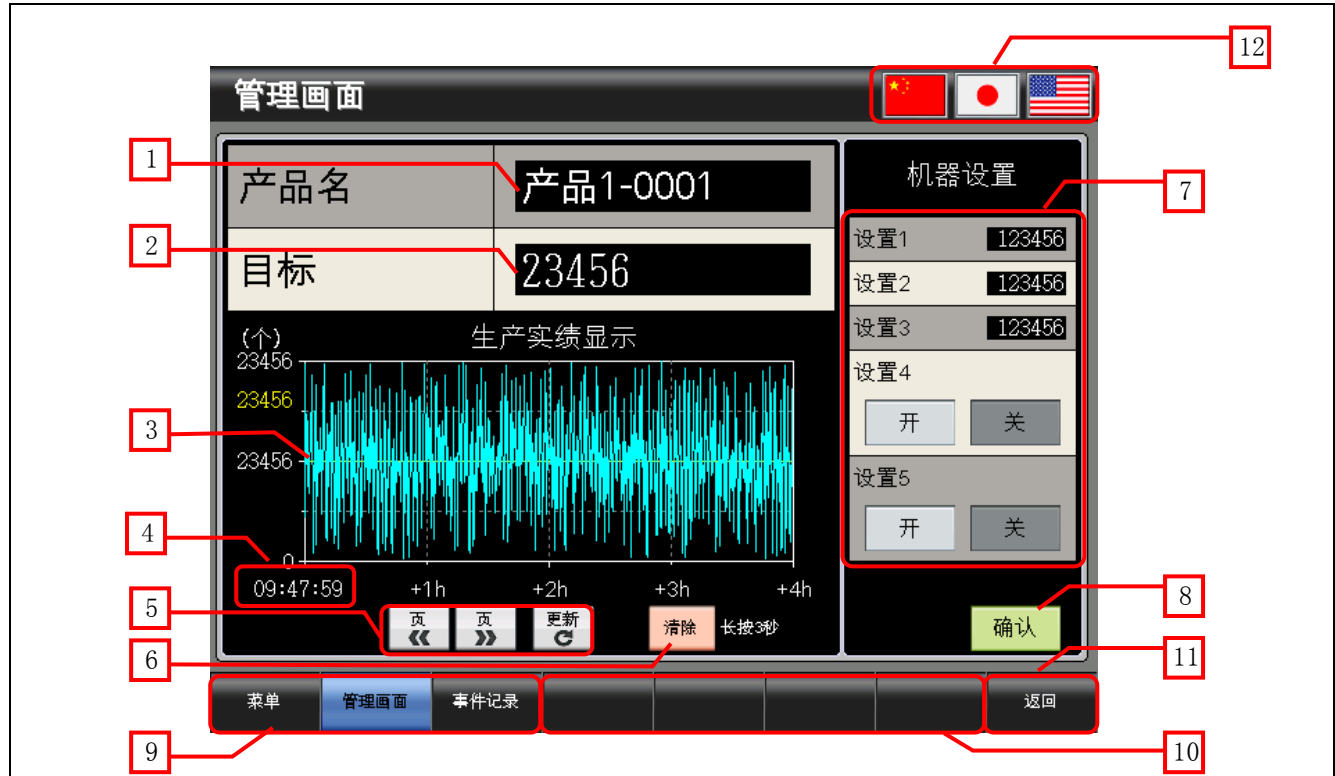 12
管理画面
1
产品名
产品1-0001
机器设置
7
2
目标
23456
设置1
123456
设置2
123456
设置3
123456
(个)
生产实绩显示
23456
23456
设置4
开
关
3
23456
设置5
开
关
4
0
09:47:59
+1h
+2h
+3h
+4h
5
页
页
更新
清除
长按3秒
确认
8
6
11
菜单
管理画面
事件记录
返回
9
10